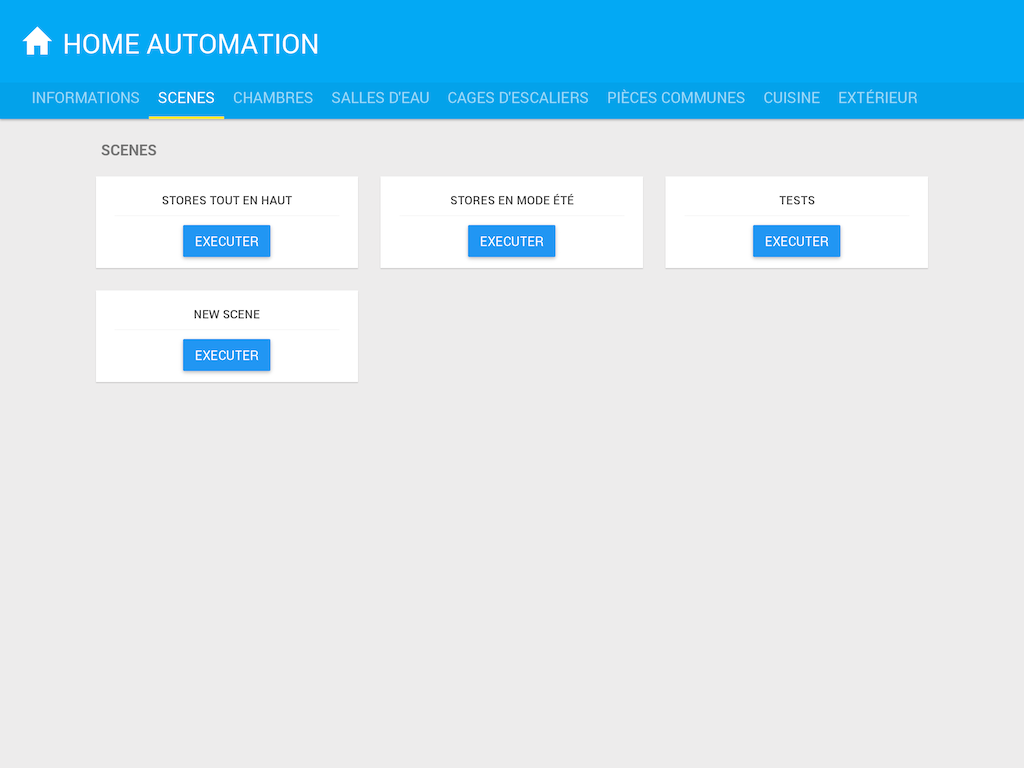 HOME AUTOMATION
INFORMATIONS SCENES CHAMBRES SALLES D'EAU CAGES D'ESCALIERS PIÈCES COMMUNES CUISINE EXTÉRIEUR
SCENES
STORES TOUT EN HAUT
EXECUTER
STORES EN MODE ÉTÉ
EXECUTER
TESTS
EXECUTER
NEW SCENE
EXECUTER